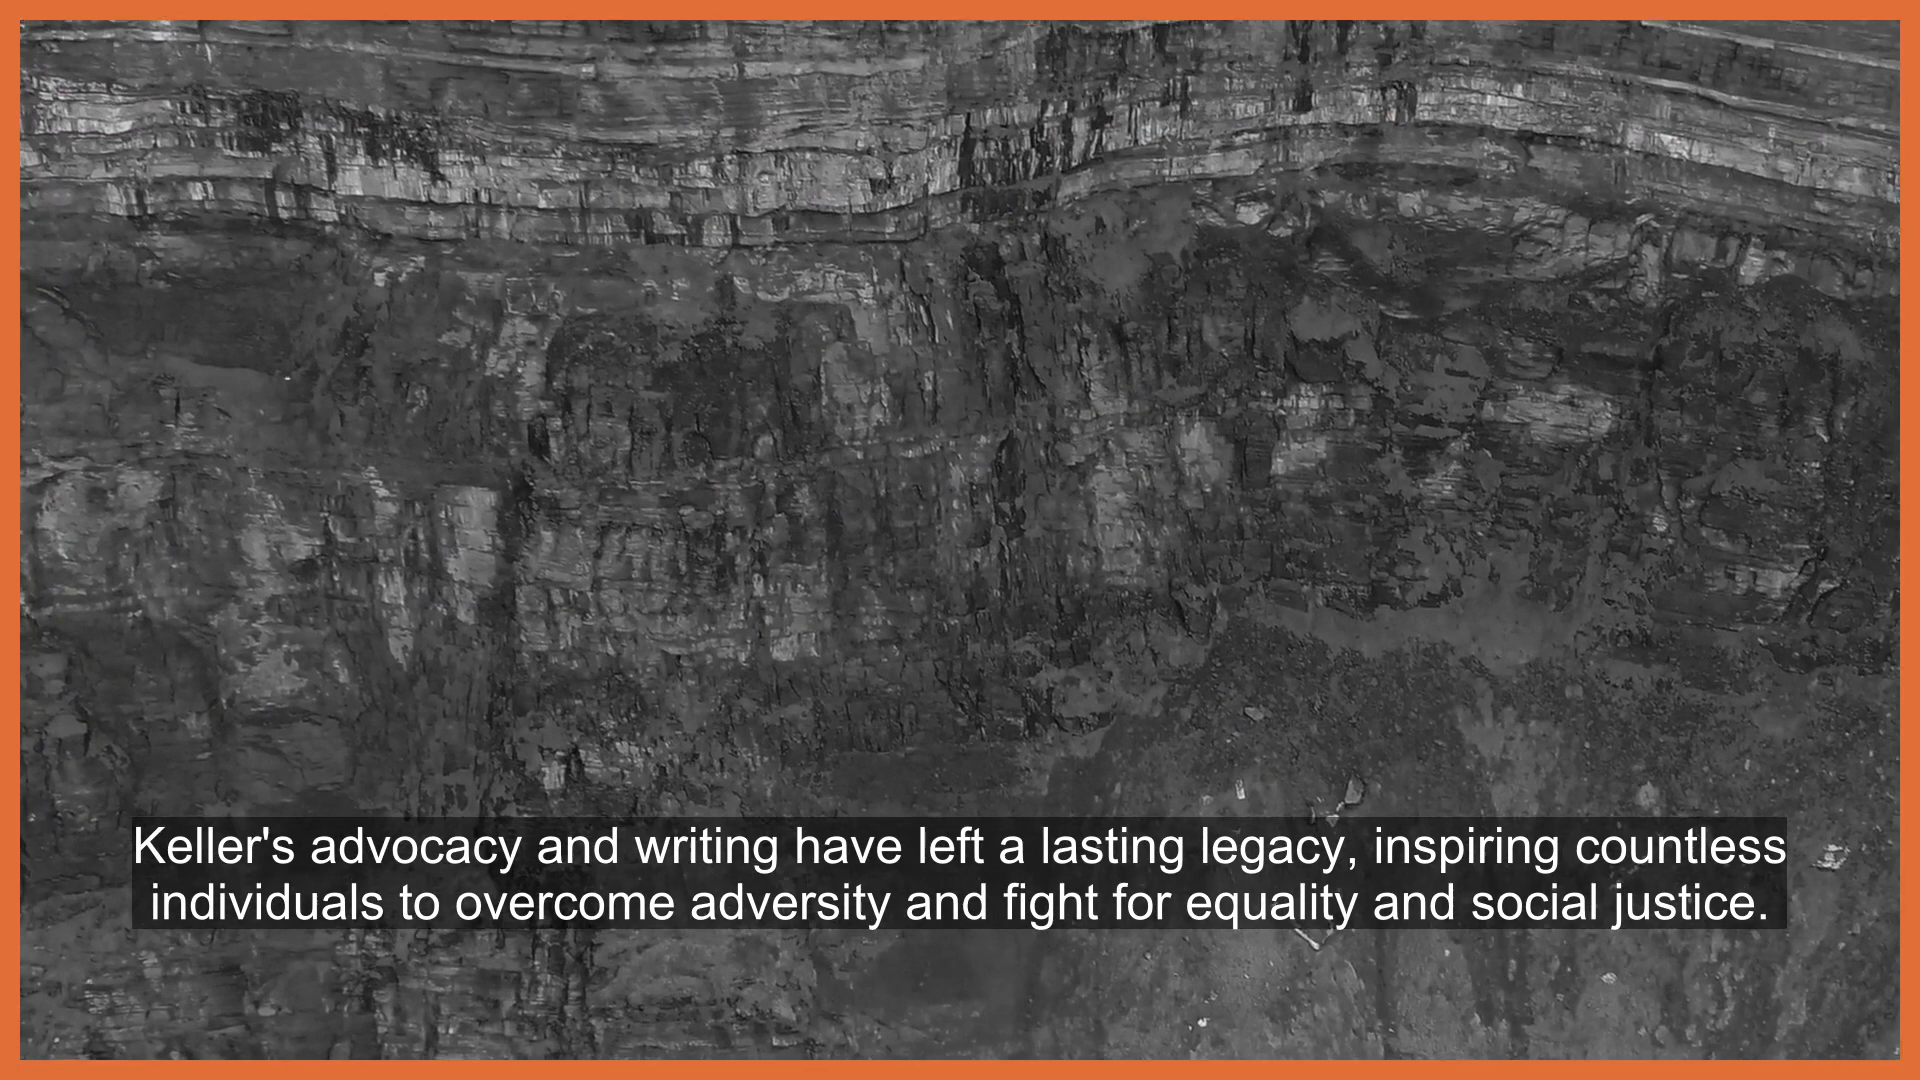 Keller's advocacy and writing have left a lasting legacy, inspiring countless
individuals to overcome adversity and fight for equality and social justice.